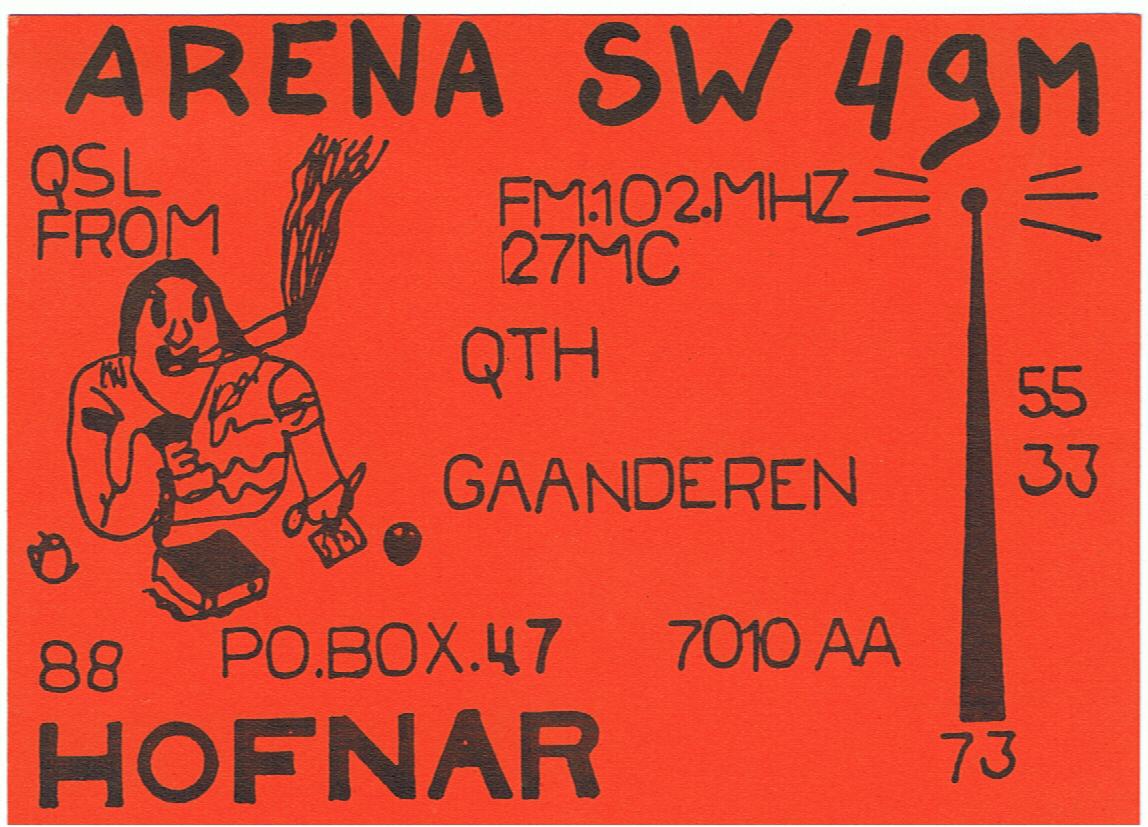 ARENA SW 49M
QSL
FROM
FM.102.MHZ
27MC
QTH
55
33
GAANDEREN
88 PO.BOX.47 7010 AA
HOFNAR
73